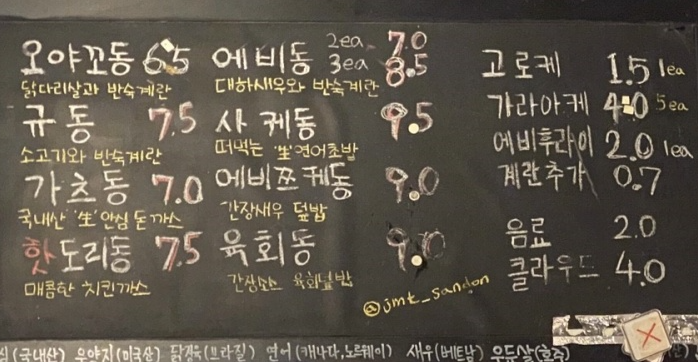 오야꼬동 6.5
닭다리살과 반숙계란
규동 7.5
소고기와 반숙계란
가츠동 7.0
국내산 '生' 안심 돈까스
핫도리동 7.5
매콤한 치킨까스
에비동 2ea 7.0
3ea 8.5
대하새우와 반숙계란
사케동 9.5
떠먹는 '生' 연어초밥
에비쯔케동 9.0
간장새우 덮밥
육회동 9.0
간장소스 육회덮밥
@jmt_sandon
고로케 1.5 1ea
가라아케 4.0 5ea
에비후라이 2.0 1ea
계란추가 0.7
음료 2.0
클라우드 4.0
(국내산) 우약지(미국산) 닭정육(브라질) 연어(캐나다,노르웨이) 새우(베트남) 우둔살(호주